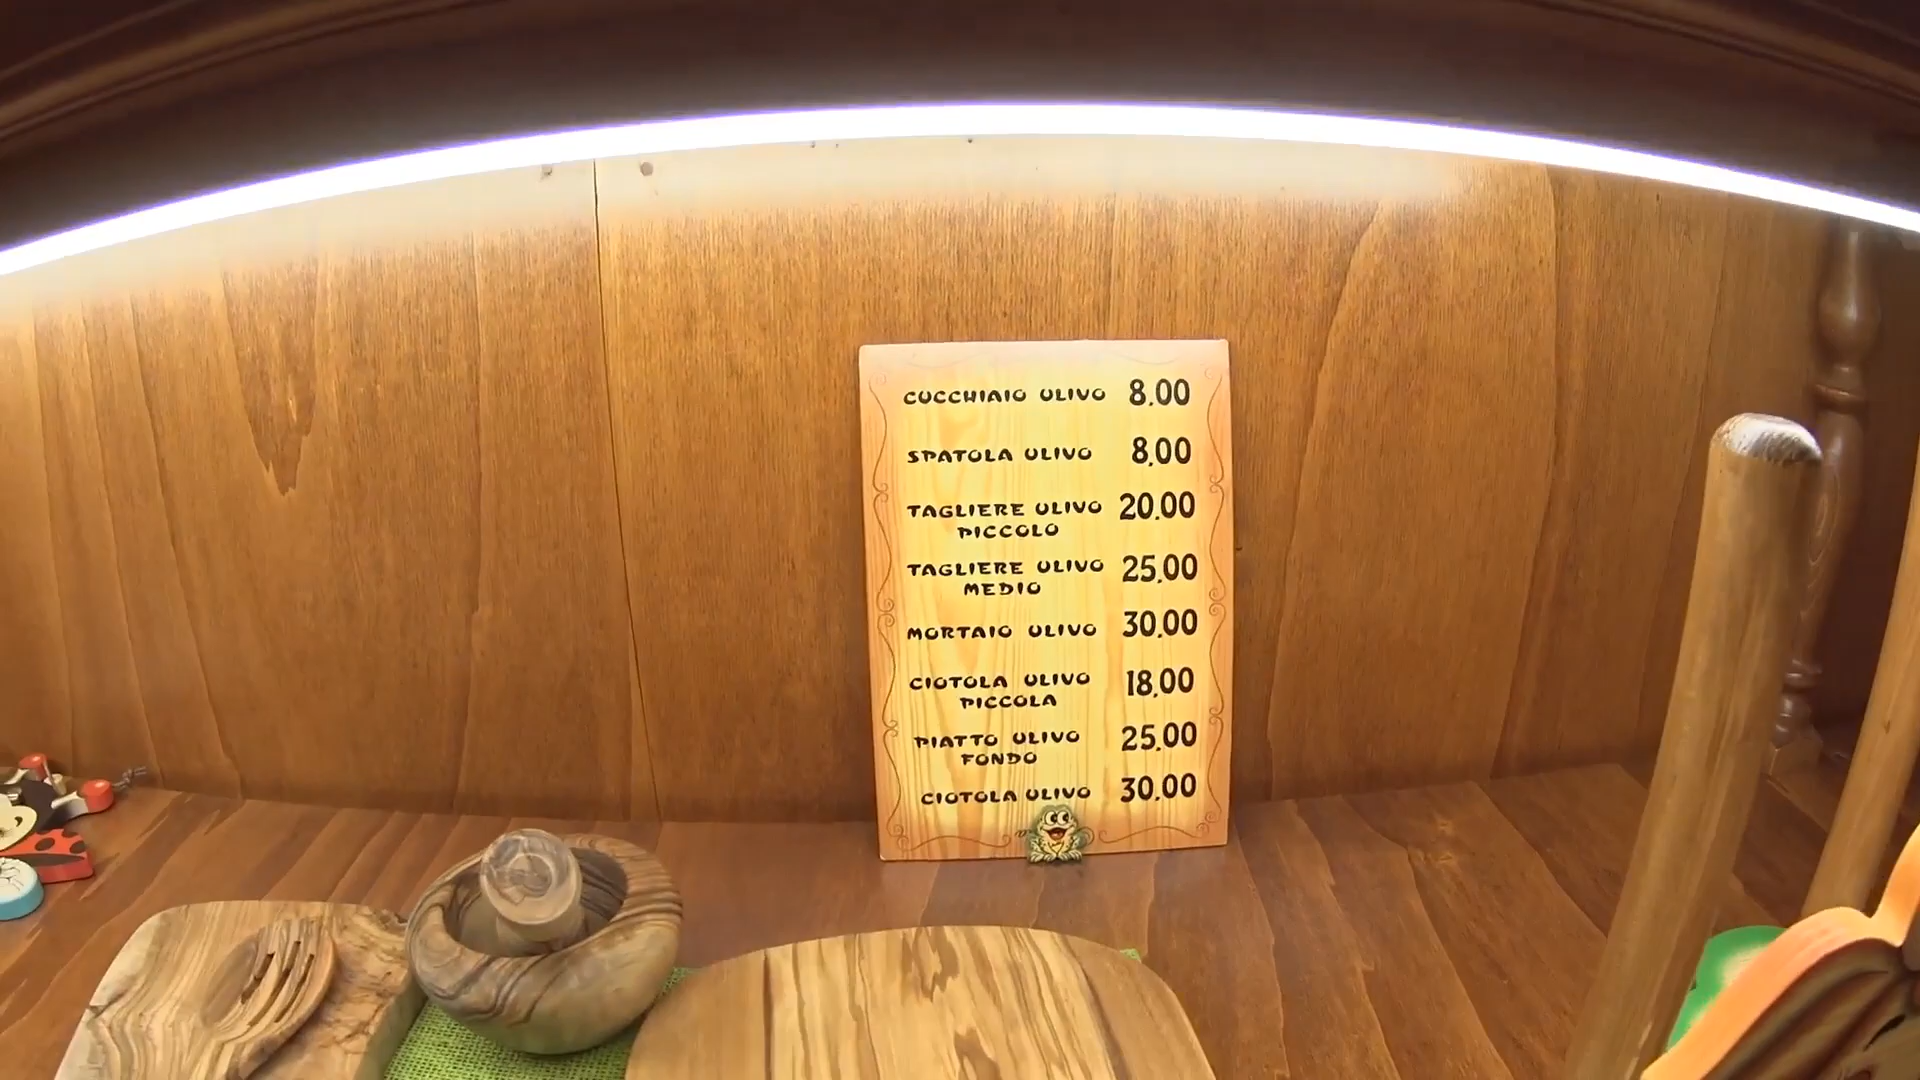 CUCCHIAIO ULIVO 8.00
SPATOLA ULIVO 8,00
TAGLIERE ULIVO 20.00
PICCOLO
TAGLIERE ULIVO 25.00
MEDIO
MORTAIO ULIVO 30.00
CIOTOLA ULIVO 18,00
PICCOLA
PIATTO ULIVO 25.00
FONDO
CIOTOLA ULIVO 30.00